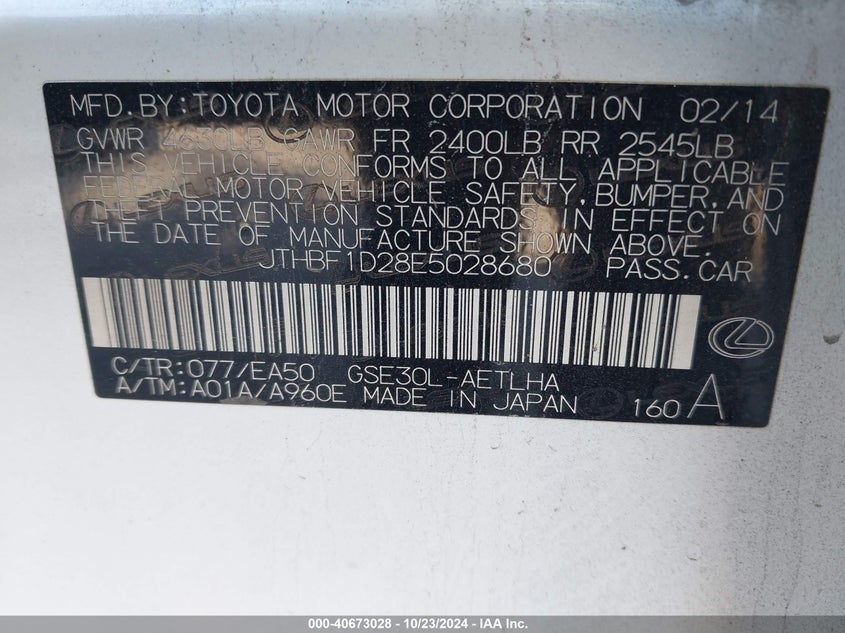 MFD.BY:TOYOTA MOTOR CORPORATION 02/14
GVWR 4630LB GAWR FR 2400LB RR 2545LB
THIS VEHICLE CONFORMS TO ALL APPLICABLE
FEDERAL MOTOR VEHICLE SAFETY,BUMPER,AND
THEFT PREVENTION STANDARDS IN EFFECT ON
THE DATE OF MANUFACTURE SHOWN ABOVE.
JTHBF1D28E5028680 PASS.CAR
C/TR:077/EA50 GSE30L-AETLHA
A/TM:A01A/A960E MADE IN JAPAN 160 A
000-40673028 - 10/23/2024 - IAA Inc.